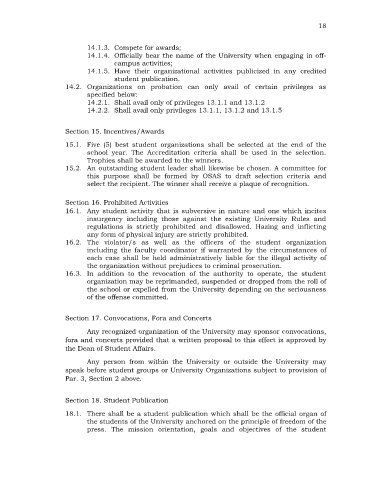 18
14.1.3. Compete for awards;
14.1.4. Officially bear the name of the University when engaging in off-
campus activities;
14.1.5. Have their organizational activities publicized in any credited
student publication.
14.2. Organizations on probation can only avail of certain privileges as
specified below:
14.2.1. Shall avail only of privileges 13.1.1 and 13.1.2
14.2.2. Shall avail only privileges 13.1.1, 13.1.2 and 13.1.5
Section 15. Incentives/Awards
15.1. Five (5) best student organizations shall be selected at the end of the
school year. The Accreditation criteria shall be used in the selection.
Trophies shall be awarded to the winners.
15.2. An outstanding student leader shall likewise be chosen. A committee for
this purpose shall be formed by OSAS to draft selection criteria and
select the recipient. The winner shall receive a plaque of recognition.
Section 16. Prohibited Activities
16.1. Any student activity that is subversive in nature and one which incites
insurgency including those against the existing University Rules and
regulations is strictly prohibited and disallowed. Hazing and inflicting
any form of physical injury are strictly prohibited.
16.2. The violator/s as well as the officers of the student organization
including the faculty coordinator if warranted by the circumstances of
each case shall be held administratively liable for the illegal activity of
the organization without prejudices to criminal prosecution.
16.3. In addition to the revocation of the authority to operate, the student
organization may be reprimanded, suspended or dropped from the roll of
the school or expelled from the University depending on the seriousness
of the offense committed.
Section 17. Convocations, Fora and Concerts
Any recognized organization of the University may sponsor convocations,
fora and concerts provided that a written proposal to this effect is approved by
the Dean of Student Affairs.
Any person from within the University or outside the University may
speak before student groups or University Organizations subject to provision of
Par. 3, Section 2 above.
Section 18. Student Publication
18.1. There shall be a student publication which shall be the official organ of
the students of the University anchored on the principle of freedom of the
press. The mission orientation, goals and objectives of the student